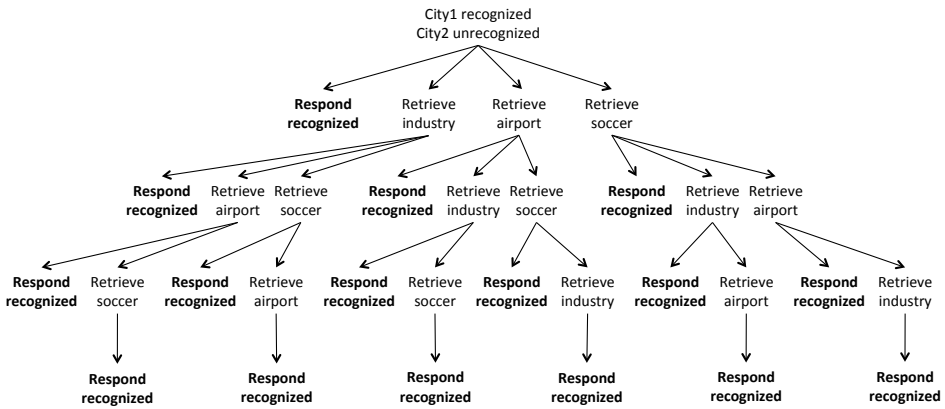 City1 recognized
City2 unrecognized
Respond
recognized
Retrieve
industry
Retrieve
airport
Retrieve
soccer
Respond
recognized
Retrieve
airport
Retrieve
soccer
Respond
recognized
Retrieve
industry
Retrieve
soccer
Respond
recognized
Retrieve
industry
Retrieve
airport
Respond
recognized
Retrieve
soccer
Respond
recognized
Retrieve
airport
Respond
recognized
Retrieve
soccer
Respond
recognized
Retrieve
industry
Respond
recognized
Retrieve
airport
Respond
recognized
Retrieve
industry
Respond
recognized
Respond
recognized
Respond
recognized
Respond
recognized
Respond
recognized
Respond
recognized